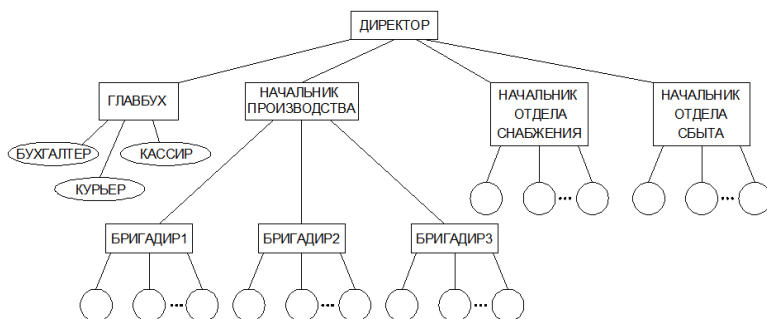 ДИРЕКТОР
ГЛАВБУХ
НАЧАЛЬНИК
ПРОИЗВОДСТВА
НАЧАЛЬНИК
ОТДЕЛА
СНАБЖЕНИЯ
НАЧАЛЬНИК
ОТДЕЛА
СБЫТА
БУХГАЛТЕР
КАССИР
КУРЬЕР
БРИГАДИР1
БРИГАДИР2
БРИГАДИР3